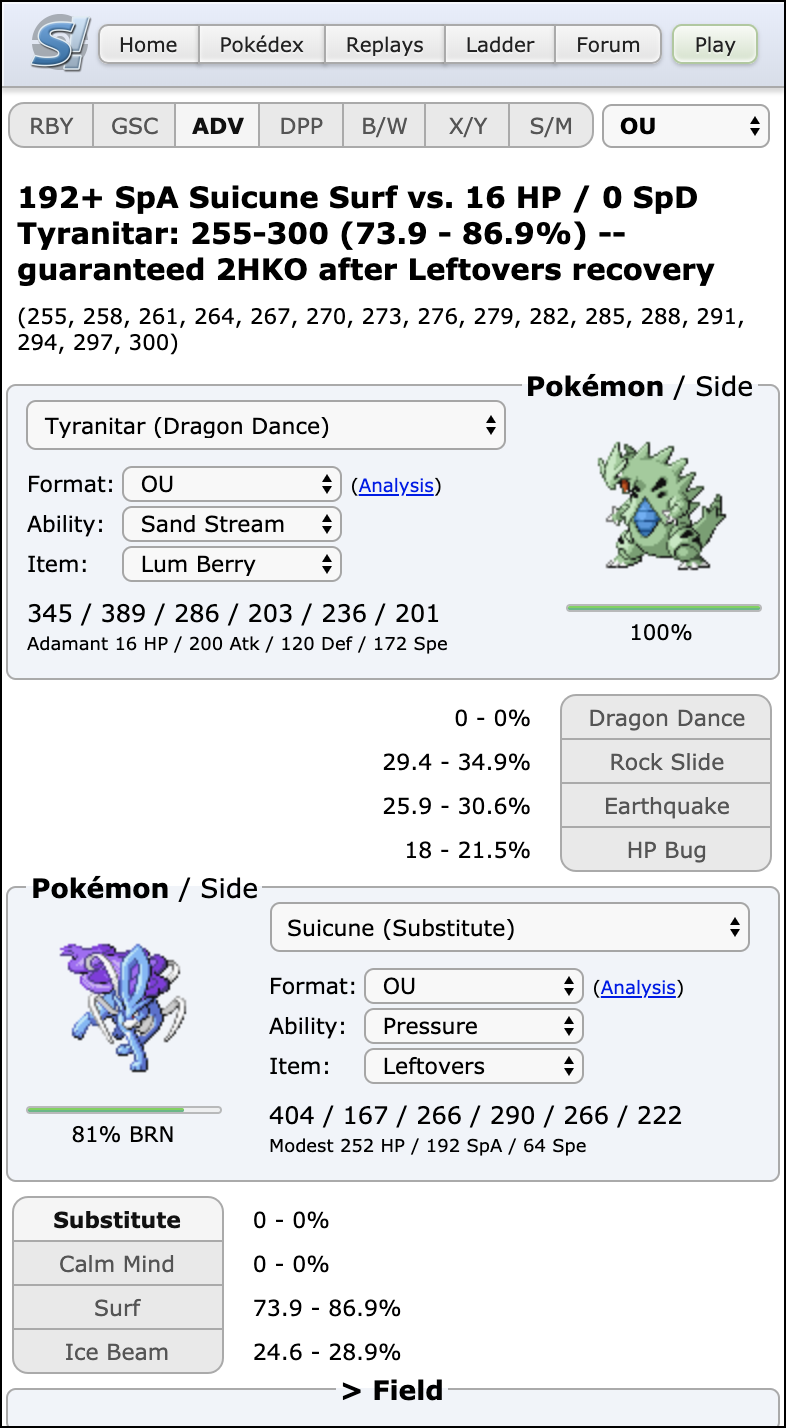 S!
Home Pokédex Replays Ladder Forum Play
RBY GSC ADV DPP B/W X/Y S/M OU
192+ SpA Suicune Surf vs. 16 HP / 0 SpD
Tyranitar: 255-300 (73.9 - 86.9%) --
guaranteed 2HKO after Leftovers recovery
(255, 258, 261, 264, 267, 270, 273, 276, 279, 282, 285, 288, 291,
294, 297, 300)
Pokémon / Side
Tyranitar (Dragon Dance)
Format: OU (Analysis)
Ability: Sand Stream
Item: Lum Berry
345 / 389 / 286 / 203 / 236 / 201
Adamant 16 HP / 200 Atk / 120 Def / 172 Spe
100%
0 - 0% Dragon Dance
29.4 - 34.9% Rock Slide
25.9 - 30.6% Earthquake
18 - 21.5% HP Bug
Pokémon / Side
Suicune (Substitute)
Format: OU (Analysis)
Ability: Pressure
Item: Leftovers
404 / 167 / 266 / 290 / 266 / 222
Modest 252 HP / 192 SpA / 64 Spe
81% BRN
Substitute 0 - 0%
Calm Mind 0 - 0%
Surf 73.9 - 86.9%
Ice Beam 24.6 - 28.9%
> Field